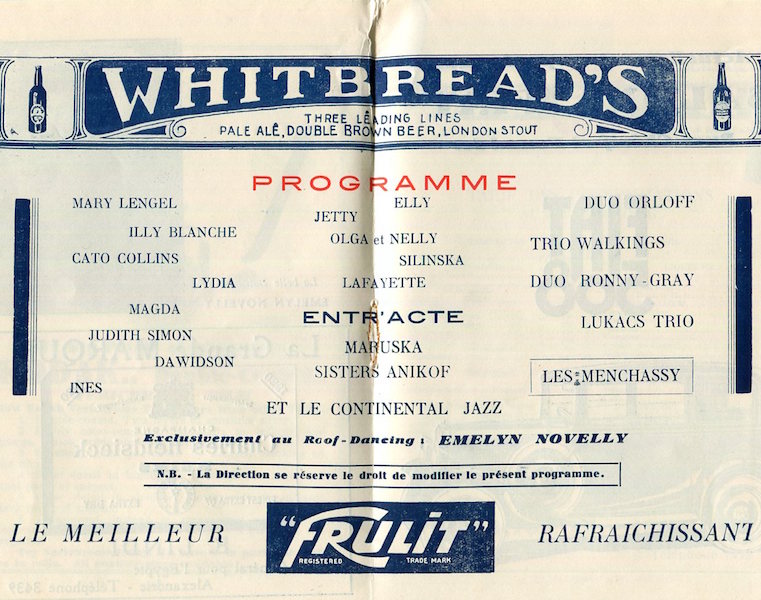 WHITBREAD'S
THREE LEADING LINES
PALE ALE, DOUBLE BROWN BEER, LONDON STOUT
PROGRAMME
MARY LENGEL
ILLY BLANCHE
CATO COLLINS
LYDIA
MAGDA
JUDITH SIMON
DAWIDSON
INES
ELLY
JETTY
OLGA et NELLY
SILINSKA
LAFAYETTE
ENTR'ACTE
MARUSKA
SISTERS ANIKOF
DUO ORLOFF
TRIO WALKINGS
DUO RONNY-GRAY
LUKACS TRIO
LES MENCHASSY
ET LE CONTINENTAL JAZZ
Exclusivement au Roof-Dancing : EMELYN NOVELLY
N.B. - La Direction se réserve le droit de modifier le présent programme.
LE MEILLEUR "FRULIT" RAFRAICHISSANT
REGISTERED TRADE MARK